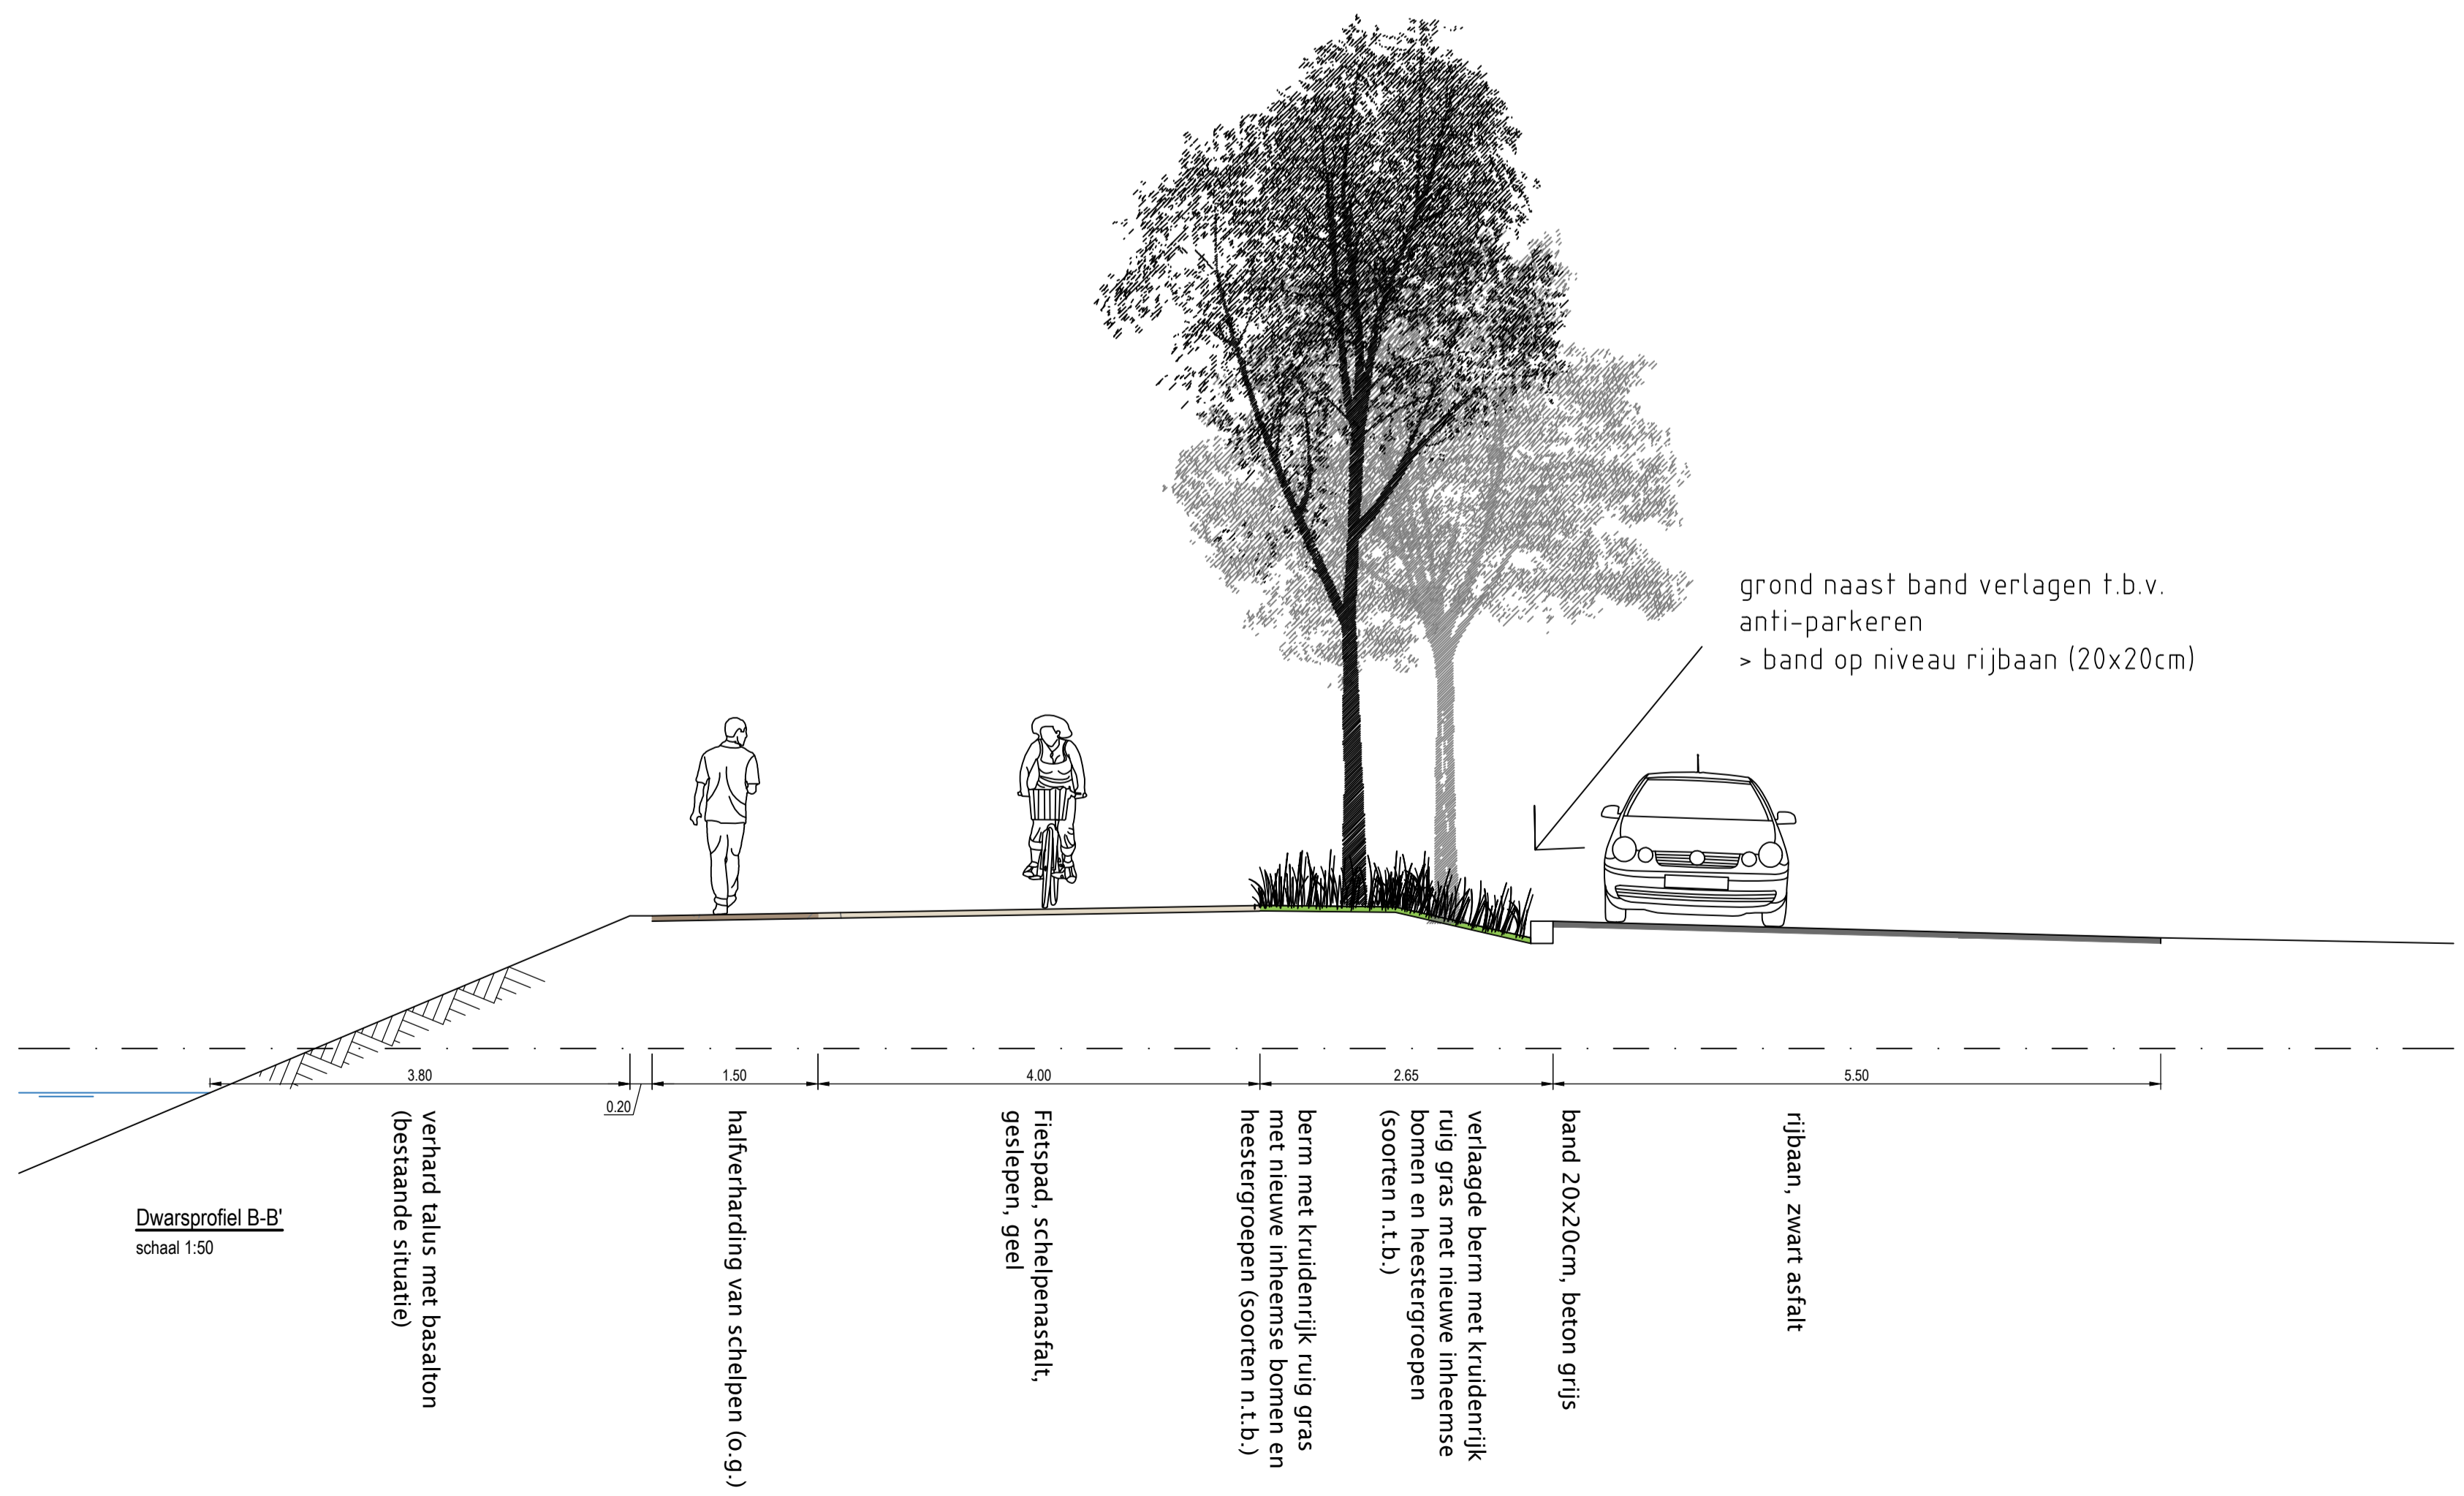 grond naast band verlagen t.b.v.
anti-parkeren
> band op niveau rijbaan (20x20cm)
3.80
0.20
1.50
4.00
2.65
5.50
verhard talus met basalton
(bestaande situatie)
halfverharding van schelpen (o.g.)
Fietspad, schelpenasfalt,
geslepen, geel
berm met kruidenrijk ruig gras
met nieuwe inheemse bomen en
heestergroepen (soorten n.t.b.)
verlaagde berm met kruidenrijk
ruig gras met nieuwe inheemse
bomen en heestergroepen
(soorten n.t.b.)
band 20x20cm, beton grijs
rijbaan, zwart asfalt
Dwarsprofiel B-B'
schaal 1:50